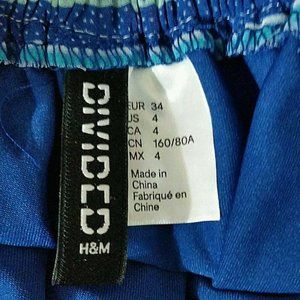 DIVIDED
H&M
EUR 34
US 4
CA 4
CN 160/80A
MX 4
Made in
China
Fabriqué en
Chine